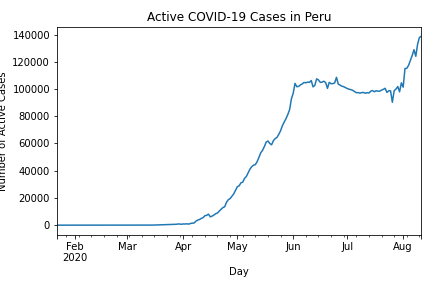 Active COVID-19 Cases in Peru
Number of Active Cases
140000
120000
100000
80000
60000
40000
20000
0
Feb Mar Apr May Jun Jul Aug
2020
Day